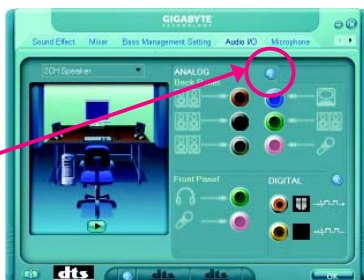 GIGABYTE
TECHNOLOGY
Sound Effect Mixer Bass Management Setting Audio I/O Microphone
2CH Speaker
ANALOG
Back Panel
Front Panel
DIGITAL
dts dts dts
OK